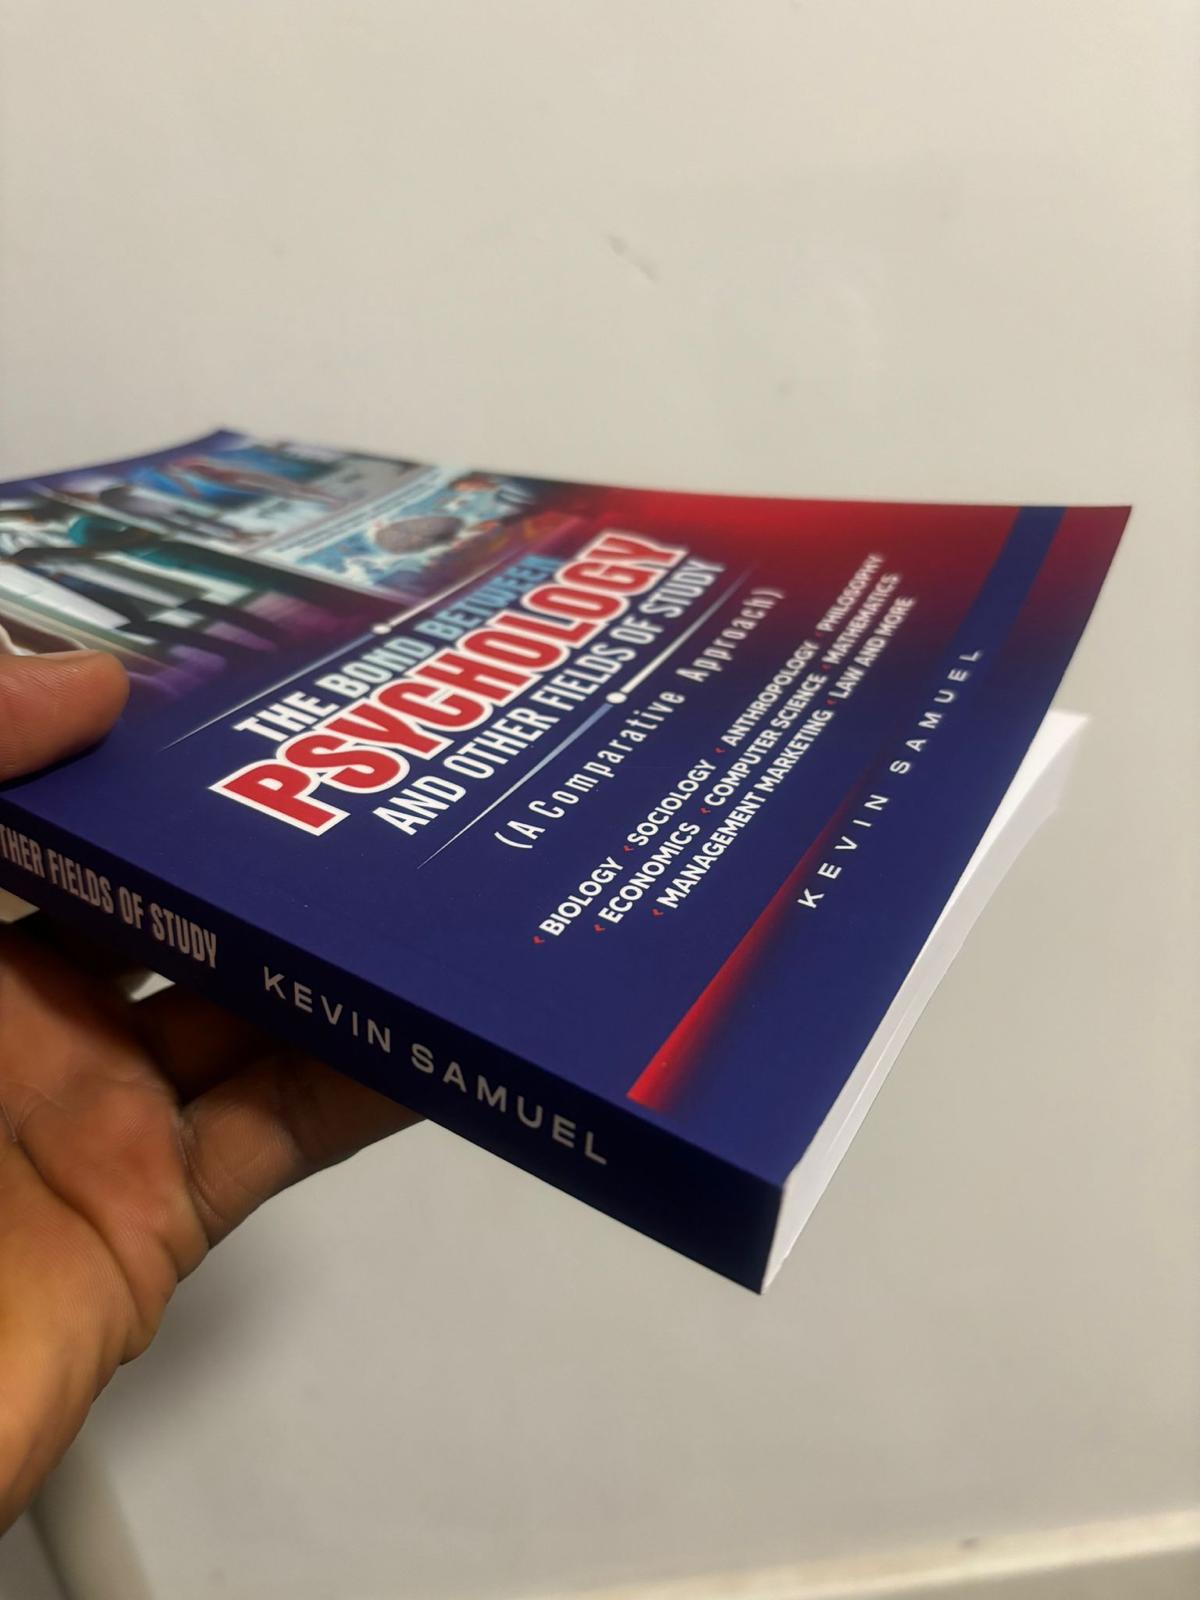 THE BOND BETWEEN
PSYCHOLOGY
AND OTHER FIELDS OF STUDY
(A Comparative Approach)
BIOLOGY SOCIOLOGY ANTHROPOLOGY PHILOSOPHY
ECONOMICS COMPUTER SCIENCE MATHEMATICS
MANAGEMENT MARKETING LAW AND MORE
KEVIN SAMUEL
THER FIELDS OF STUDY KEVIN SAMUEL